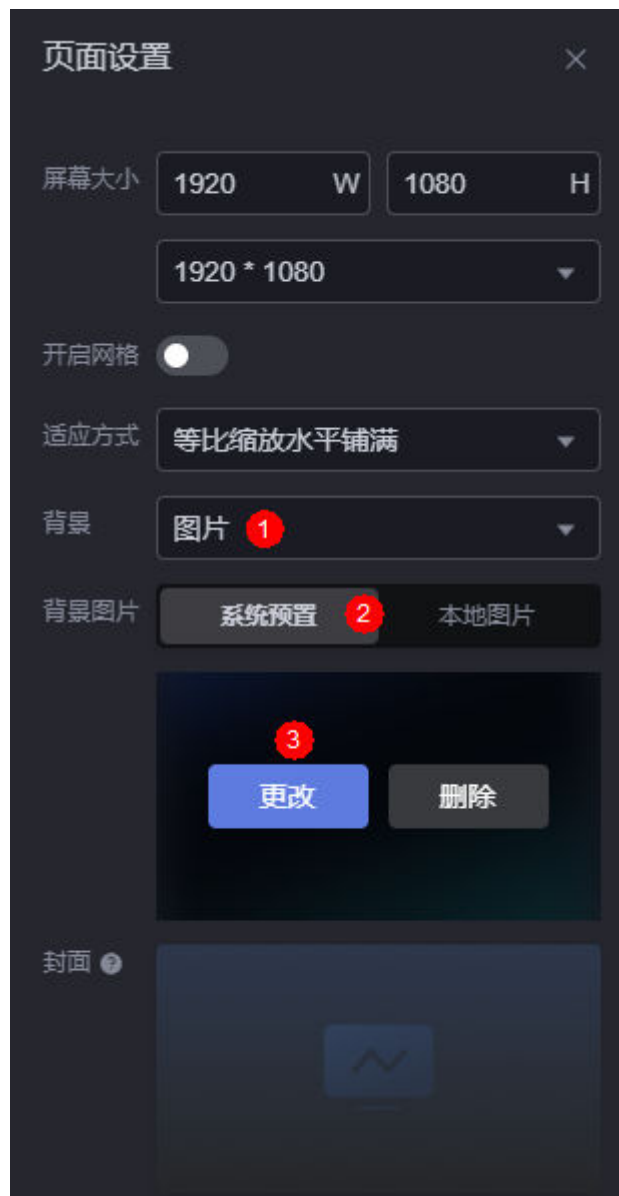 页面设置
屏幕大小 1920 W 1080 H
1920 * 1080
开启网格
适应方式 等比缩放水平铺满
背景 图片 1
背景图片 系统预置 2 本地图片
3
更改 删除
封面 ?